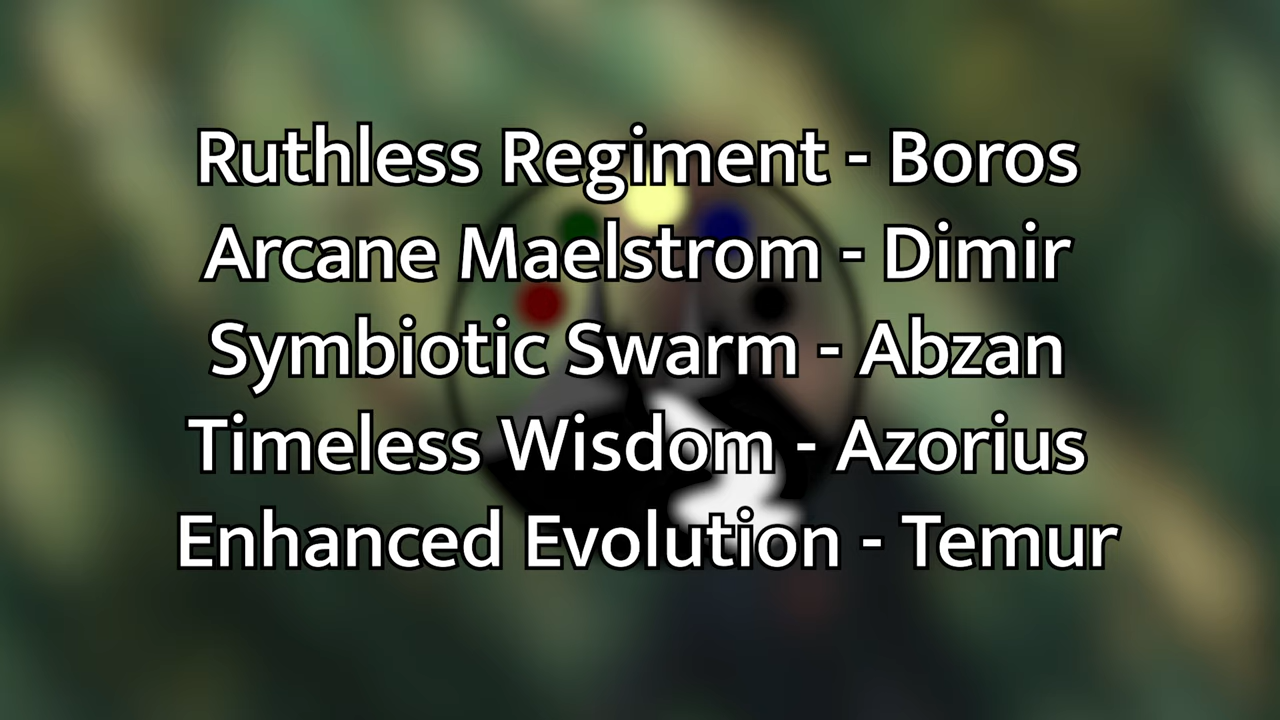 Ruthless Regiment - Boros
Arcane Maelstrom - Dimir
Symbiotic Swarm - Abzan
Timeless Wisdom - Azorius
Enhanced Evolution - Temur